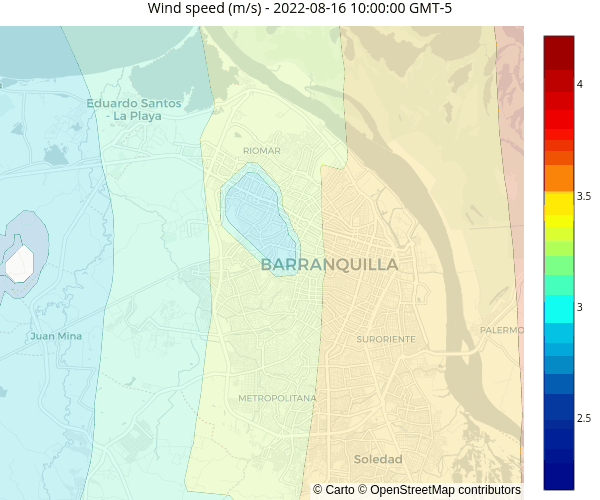 Wind speed (m/s) - 2022-08-16 10:00:00 GMT-5
Eduardo Santos
- La Playa
RIOMAR
BARRANQUILLA
Juan Mina
SURORIENTE
PALERMO
METROPOLITANA
Soledad
© Carto © OpenStreetMap contributors
4
3.5
3
2.5